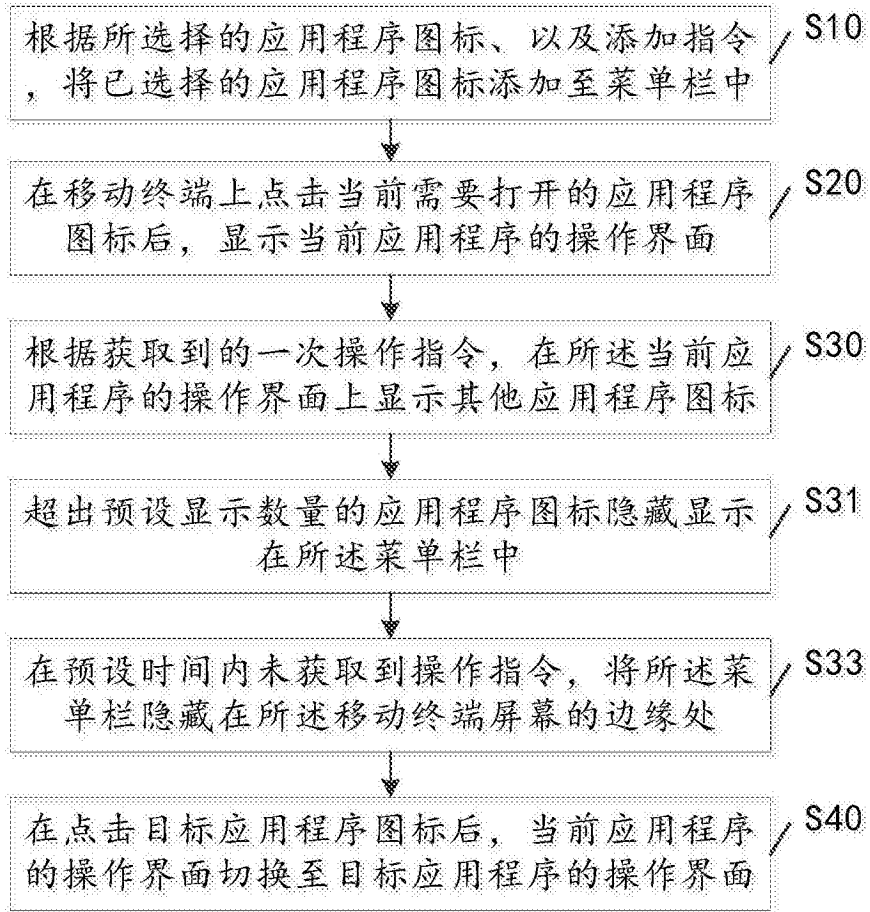 根据所选择的应用程序图标、以及添加指令
，将已选择的应用程序图标添加至菜单栏中
S10
在移动终端上点击当前需要打开的应用程序
图标后，显示当前应用程序的操作界面
S20
根据获取到的一次操作指令，在所述当前应
用程序的操作界面上显示其他应用程序图标
S30
超出预设显示数量的应用程序图标隐藏显示
在所述菜单栏中
S31
在预设时间内未获取到操作指令，将所述菜
单栏隐藏在所述移动终端屏幕的边缘处
S33
在点击目标应用程序图标后，当前应用程序
的操作界面切换至目标应用程序的操作界面
S40